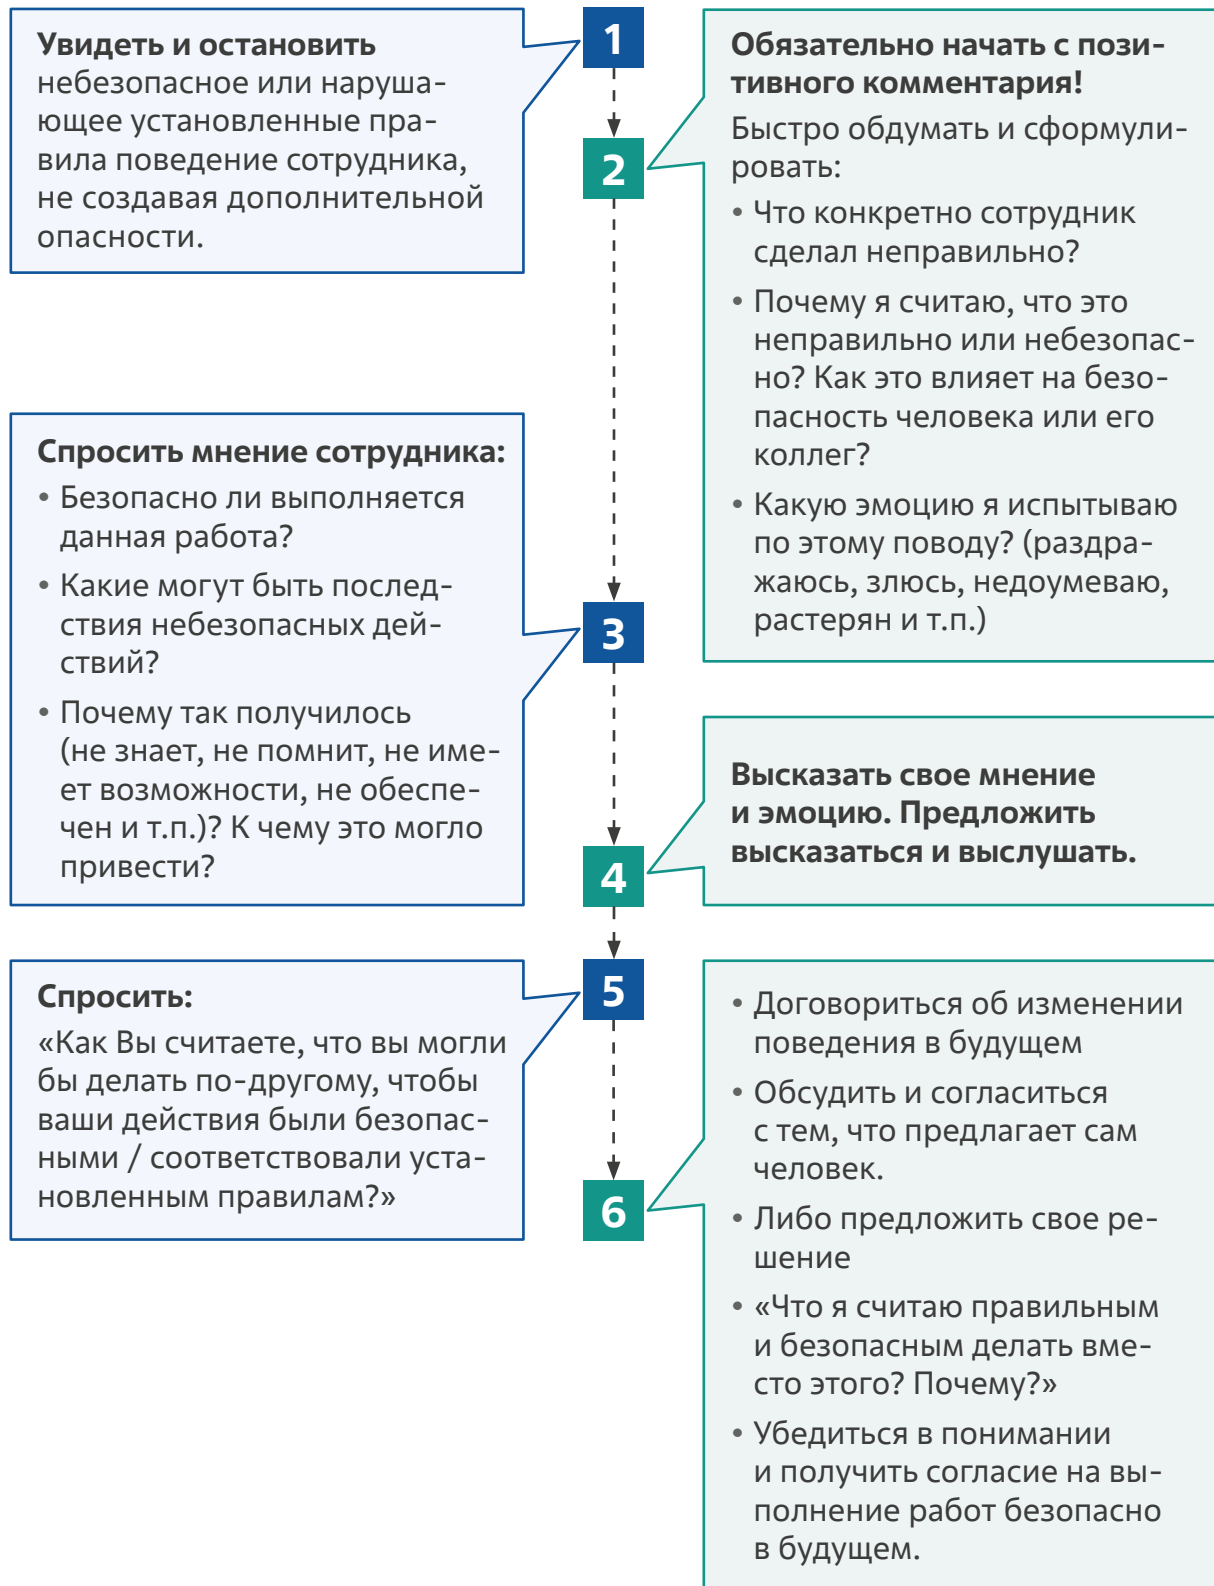 1
Увидеть и остановить
небезопасное или наруша-
ющее установленные пра-
вила поведение сотрудника,
не создавая дополнительной
опасности.
2
Обязательно начать с пози-
тивного комментария!
Быстро обдумать и сформули-
ровать:
• Что конкретно сотрудник
сделал неправильно?
• Почему я считаю, что это
неправильно или небезопас-
но? Как это влияет на безо-
пасность человека или его
коллег?
• Какую эмоцию я испытываю
по этому поводу? (раздра-
жаюсь, злюсь, недоумеваю,
растерян и т.п.)
3
Спросить мнение сотрудника:
• Безопасно ли выполняется
данная работа?
• Какие могут быть послед-
ствия небезопасных дей-
ствий?
• Почему так получилось
(не знает, не помнит, не име-
ет возможности, не обеспе-
чен и т.п.)? К чему это могло
привести?
4
Высказать свое мнение
и эмоцию. Предложить
высказаться и выслушать.
5
Спросить:
«Как Вы считаете, что вы могли
бы делать по-другому, чтобы
ваши действия были безопас-
ными / соответствовали уста-
новленным правилам?»
6
• Договориться об изменении
поведения в будущем
• Обсудить и согласиться
с тем, что предлагает сам
человек.
• Либо предложить свое ре-
шение
• «Что я считаю правильным
и безопасным делать вме-
сто этого? Почему?»
• Убедиться в понимании
и получить согласие на вы-
полнение работ безопасно
в будущем.